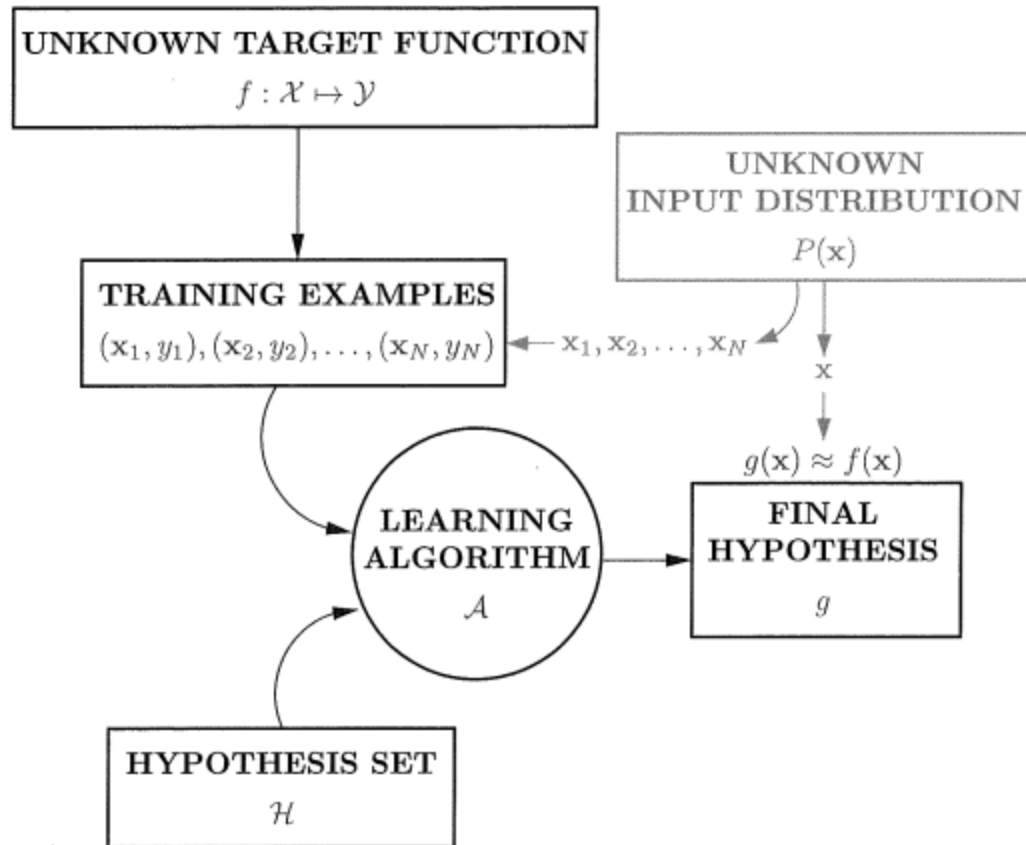 UNKNOWN TARGET FUNCTION
f : 𝒳 ↦ 𝒴
UNKNOWN
INPUT DISTRIBUTION
P(x)
TRAINING EXAMPLES
(x₁, y₁), (x₂, y₂), . . . , (x_N, y_N)
x₁, x₂, . . . , x_N
x
g(x) ≈ f(x)
LEARNING
ALGORITHM
𝒜
FINAL
HYPOTHESIS
g
HYPOTHESIS SET
ℋ